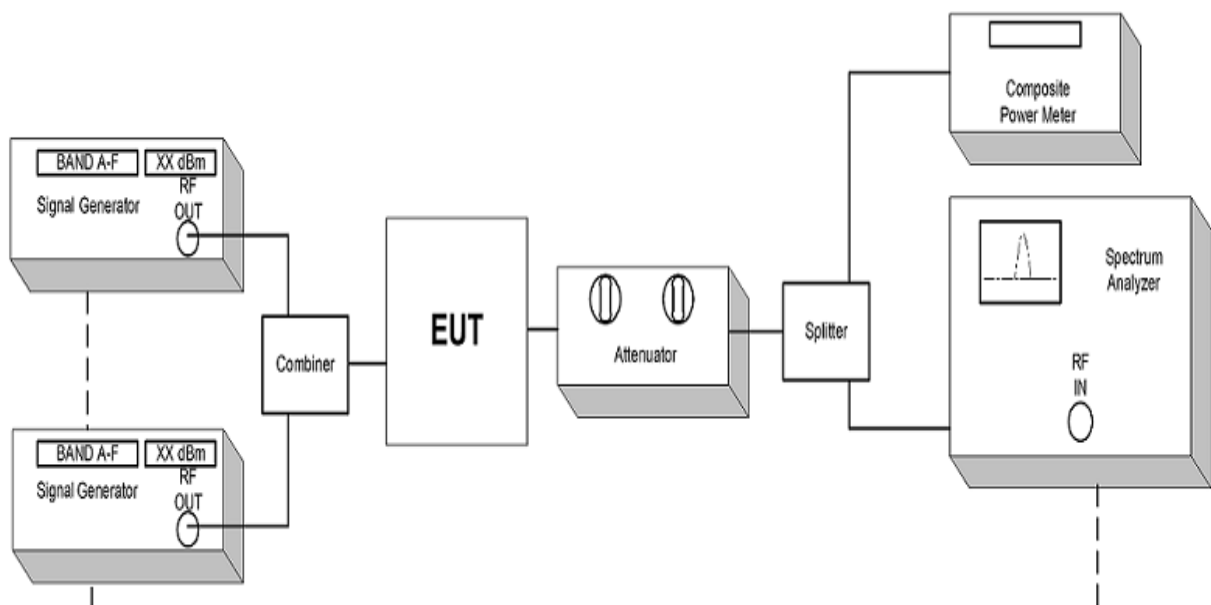 BAND A-F
XX dBm
Signal Generator
RF
OUT
BAND A-F
XX dBm
Signal Generator
RF
OUT
Combiner
EUT
Attenuator
Splitter
Composite
Power Meter
Spectrum
Analyzer
RF
IN